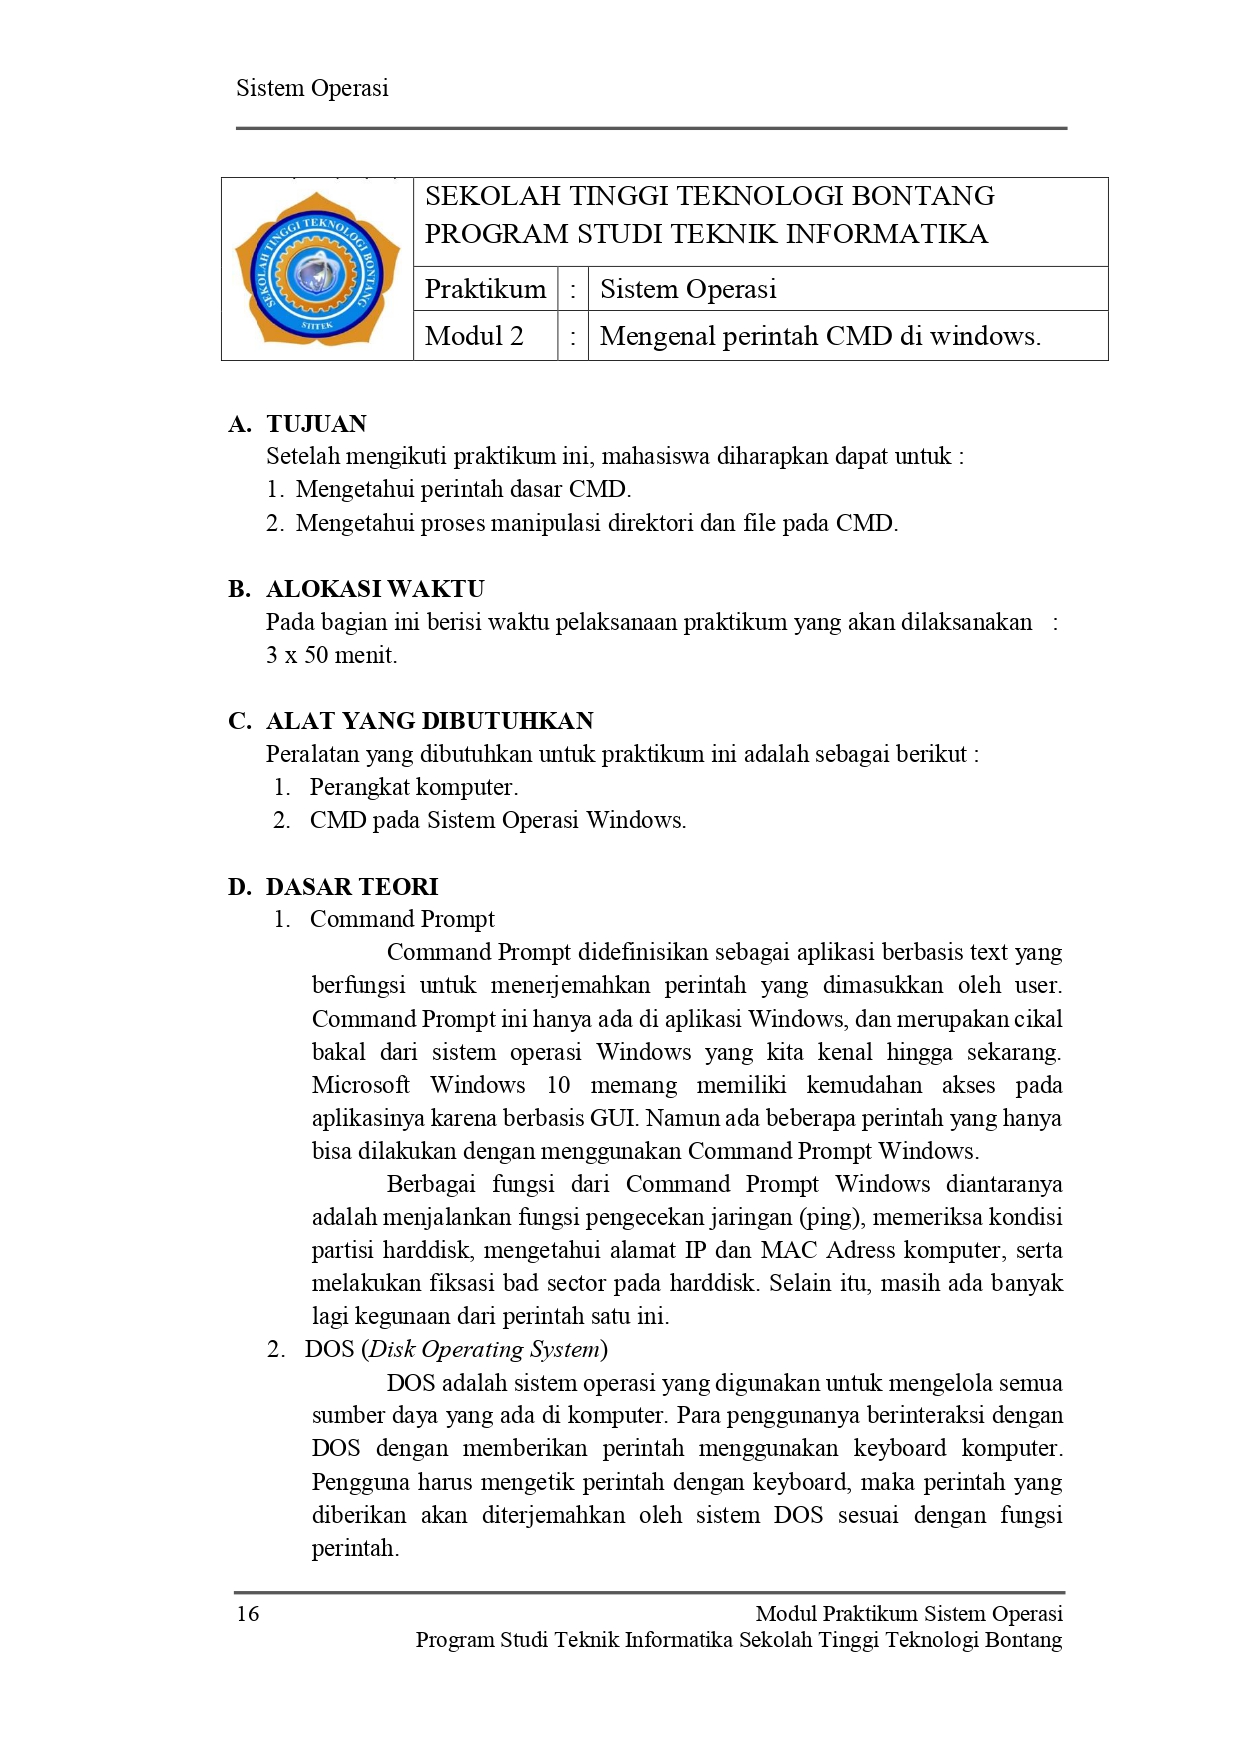 Sistem Operasi
SEKOLAH TINGGI TEKNOLOGI BONTANG
STITEK
SEKOLAH TINGGI TEKNOLOGI BONTANG
PROGRAM STUDI TEKNIK INFORMATIKA
Praktikum : Sistem Operasi
Modul 2 : Mengenal perintah CMD di windows.
A. TUJUAN
Setelah mengikuti praktikum ini, mahasiswa diharapkan dapat untuk :
1. Mengetahui perintah dasar CMD.
2. Mengetahui proses manipulasi direktori dan file pada CMD.
B. ALOKASI WAKTU
Pada bagian ini berisi waktu pelaksanaan praktikum yang akan dilaksanakan :
3 x 50 menit.
C. ALAT YANG DIBUTUHKAN
Peralatan yang dibutuhkan untuk praktikum ini adalah sebagai berikut :
1. Perangkat komputer.
2. CMD pada Sistem Operasi Windows.
D. DASAR TEORI
1. Command Prompt
Command Prompt didefinisikan sebagai aplikasi berbasis text yang
berfungsi untuk menerjemahkan perintah yang dimasukkan oleh user.
Command Prompt ini hanya ada di aplikasi Windows, dan merupakan cikal
bakal dari sistem operasi Windows yang kita kenal hingga sekarang.
Microsoft Windows 10 memang memiliki kemudahan akses pada
aplikasinya karena berbasis GUI. Namun ada beberapa perintah yang hanya
bisa dilakukan dengan menggunakan Command Prompt Windows.
Berbagai fungsi dari Command Prompt Windows diantaranya
adalah menjalankan fungsi pengecekan jaringan (ping), memeriksa kondisi
partisi harddisk, mengetahui alamat IP dan MAC Adress komputer, serta
melakukan fiksasi bad sector pada harddisk. Selain itu, masih ada banyak
lagi kegunaan dari perintah satu ini.
2. DOS (Disk Operating System)
DOS adalah sistem operasi yang digunakan untuk mengelola semua
sumber daya yang ada di komputer. Para penggunanya berinteraksi dengan
DOS dengan memberikan perintah menggunakan keyboard komputer.
Pengguna harus mengetik perintah dengan keyboard, maka perintah yang
diberikan akan diterjemahkan oleh sistem DOS sesuai dengan fungsi
perintah.
16 Modul Praktikum Sistem Operasi
Program Studi Teknik Informatika Sekolah Tinggi Teknologi Bontang